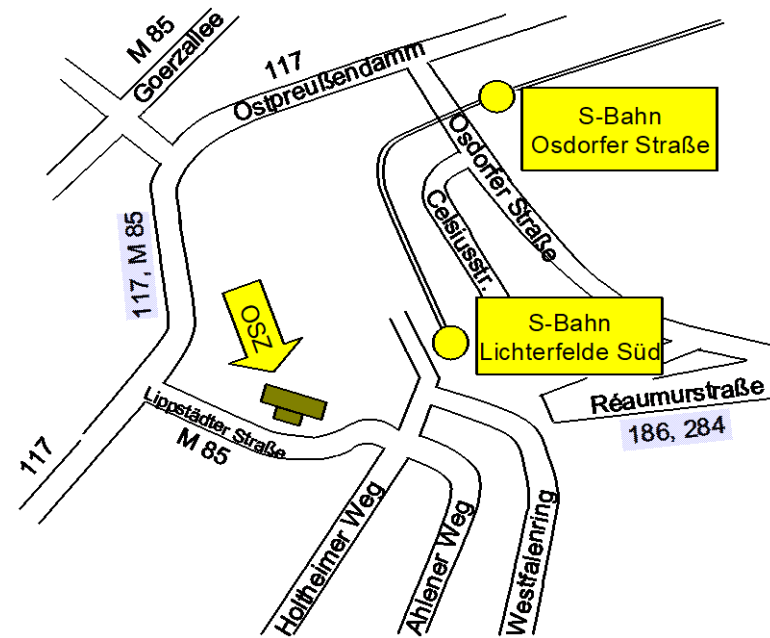 M 85
Goerzallee
117
Ostpreußendamm
S-Bahn
Osdorfer Straße
Osdorfer Straße
Celsiusstr.
117, M 85
OSZ
S-Bahn
Lichterfelde Süd
Réaumurstraße
186, 284
Lippstädter Straße
M 85
117
Holtheimer Weg
Ahlener Weg
Westfalenring